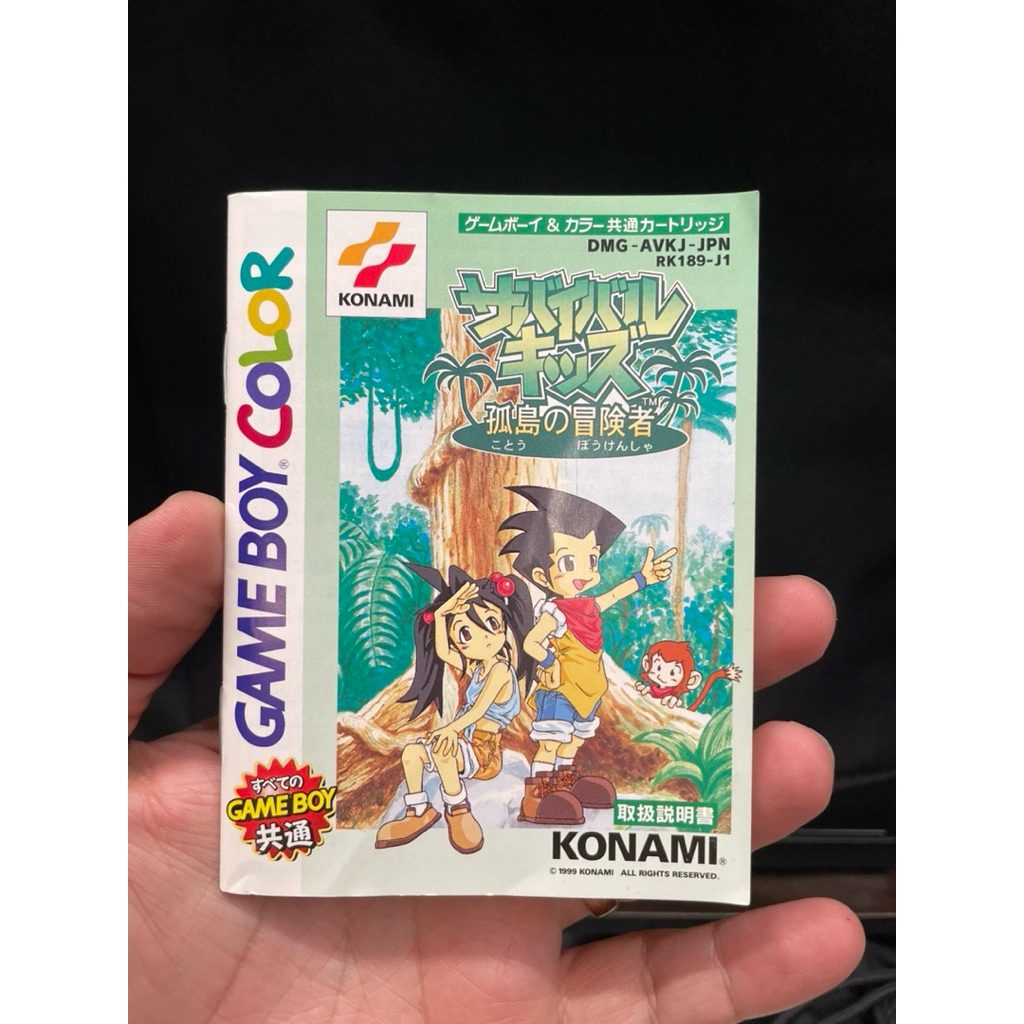 GAME BOY COLOR
®
すべての
GAME BOY
共通
KONAMI
ゲームボーイ & カラー共通カートリッジ
DMG-AVKJ-JPN
RK189-J1
サバイバル
キッズ
TM
孤島の冒険者
ことう ぼうけんしゃ
取扱説明書
KONAMI®
© 1999 KONAMI ALL RIGHTS RESERVED.